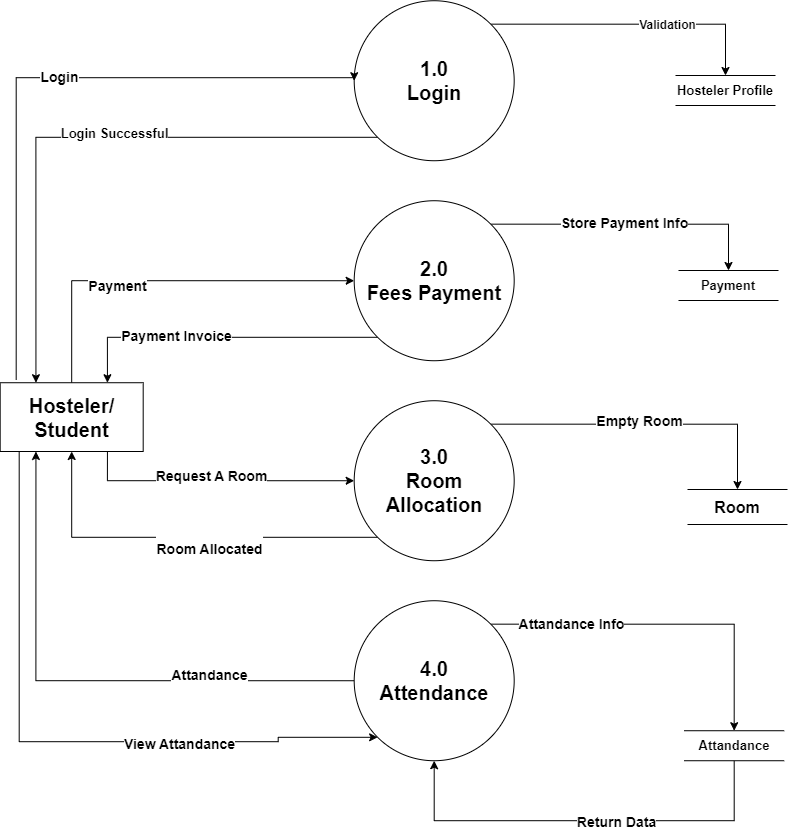 Validation
1.0
Login
Login
Hosteler Profile
Login Successful
Store Payment Info
2.0
Fees Payment
Payment
Payment
Payment Invoice
Hosteler/
Student
Empty Room
3.0
Room
Allocation
Request A Room
Room
Room Allocated
Attandance Info
4.0
Attendance
Attandance
View Attandance
Attandance
Return Data